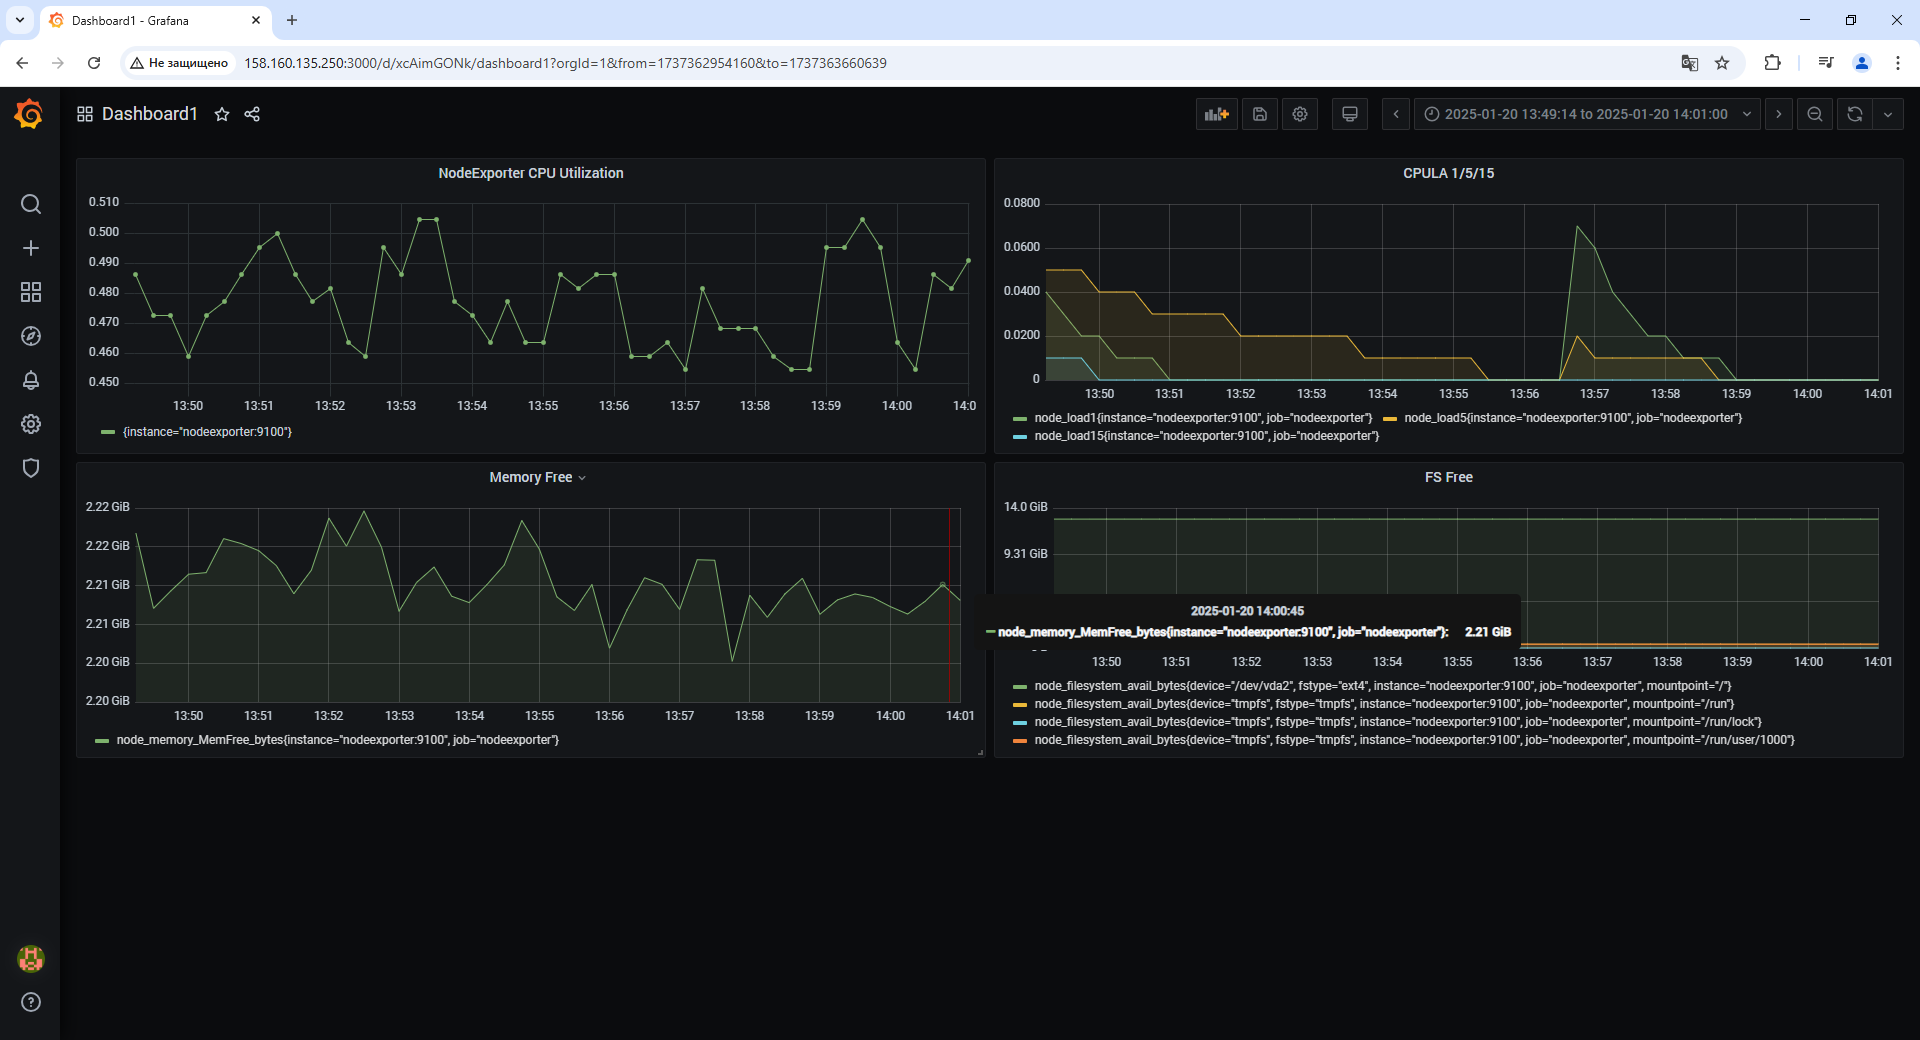 Dashboard1 - Grafana
Не защищено
158.160.135.250:3000/d/xcAimGONk/dashboard1?orgId=1&from=1737362954160&to=1737363660639
Dashboard1
2025-01-20 13:49:14 to 2025-01-20 14:01:00
NodeExporter CPU Utilization
0.510
0.500
0.490
0.480
0.470
0.460
0.450
13:50 13:51 13:52 13:53 13:54 13:55 13:56 13:57 13:58 13:59 14:00 14:0
{instance="nodeexporter:9100"}
CPULA 1/5/15
0.0800
0.0600
0.0400
0.0200
0
13:50 13:51 13:52 13:53 13:54 13:55 13:56 13:57 13:58 13:59 14:00 14:01
node_load1{instance="nodeexporter:9100", job="nodeexporter"} node_load5{instance="nodeexporter:9100", job="nodeexporter"}
node_load15{instance="nodeexporter:9100", job="nodeexporter"}
Memory Free
2.22 GiB
2.22 GiB
2.21 GiB
2.21 GiB
2.20 GiB
2.20 GiB
13:50 13:51 13:52 13:53 13:54 13:55 13:56 13:57 13:58 13:59 14:00 14:01
node_memory_MemFree_bytes{instance="nodeexporter:9100", job="nodeexporter"}
FS Free
14.0 GiB
9.31 GiB
2025-01-20 14:00:45
node_memory_MemFree_bytes{instance="nodeexporter:9100", job="nodeexporter"}: 2.21 GiB
13:50 13:51 13:52 13:53 13:54 13:55 13:56 13:57 13:58 13:59 14:00 14:01
node_filesystem_avail_bytes{device="/dev/vda2", fstype="ext4", instance="nodeexporter:9100", job="nodeexporter", mountpoint="/"}
node_filesystem_avail_bytes{device="tmpfs", fstype="tmpfs", instance="nodeexporter:9100", job="nodeexporter", mountpoint="/run"}
node_filesystem_avail_bytes{device="tmpfs", fstype="tmpfs", instance="nodeexporter:9100", job="nodeexporter", mountpoint="/run/lock"}
node_filesystem_avail_bytes{device="tmpfs", fstype="tmpfs", instance="nodeexporter:9100", job="nodeexporter", mountpoint="/run/user/1000"}